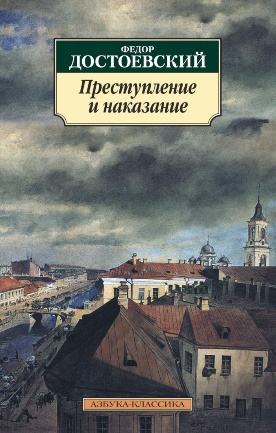 ФЕДОР
ДОСТОЕВСКИЙ
Преступление
и наказание
АЗБУКА-КЛАССИКА